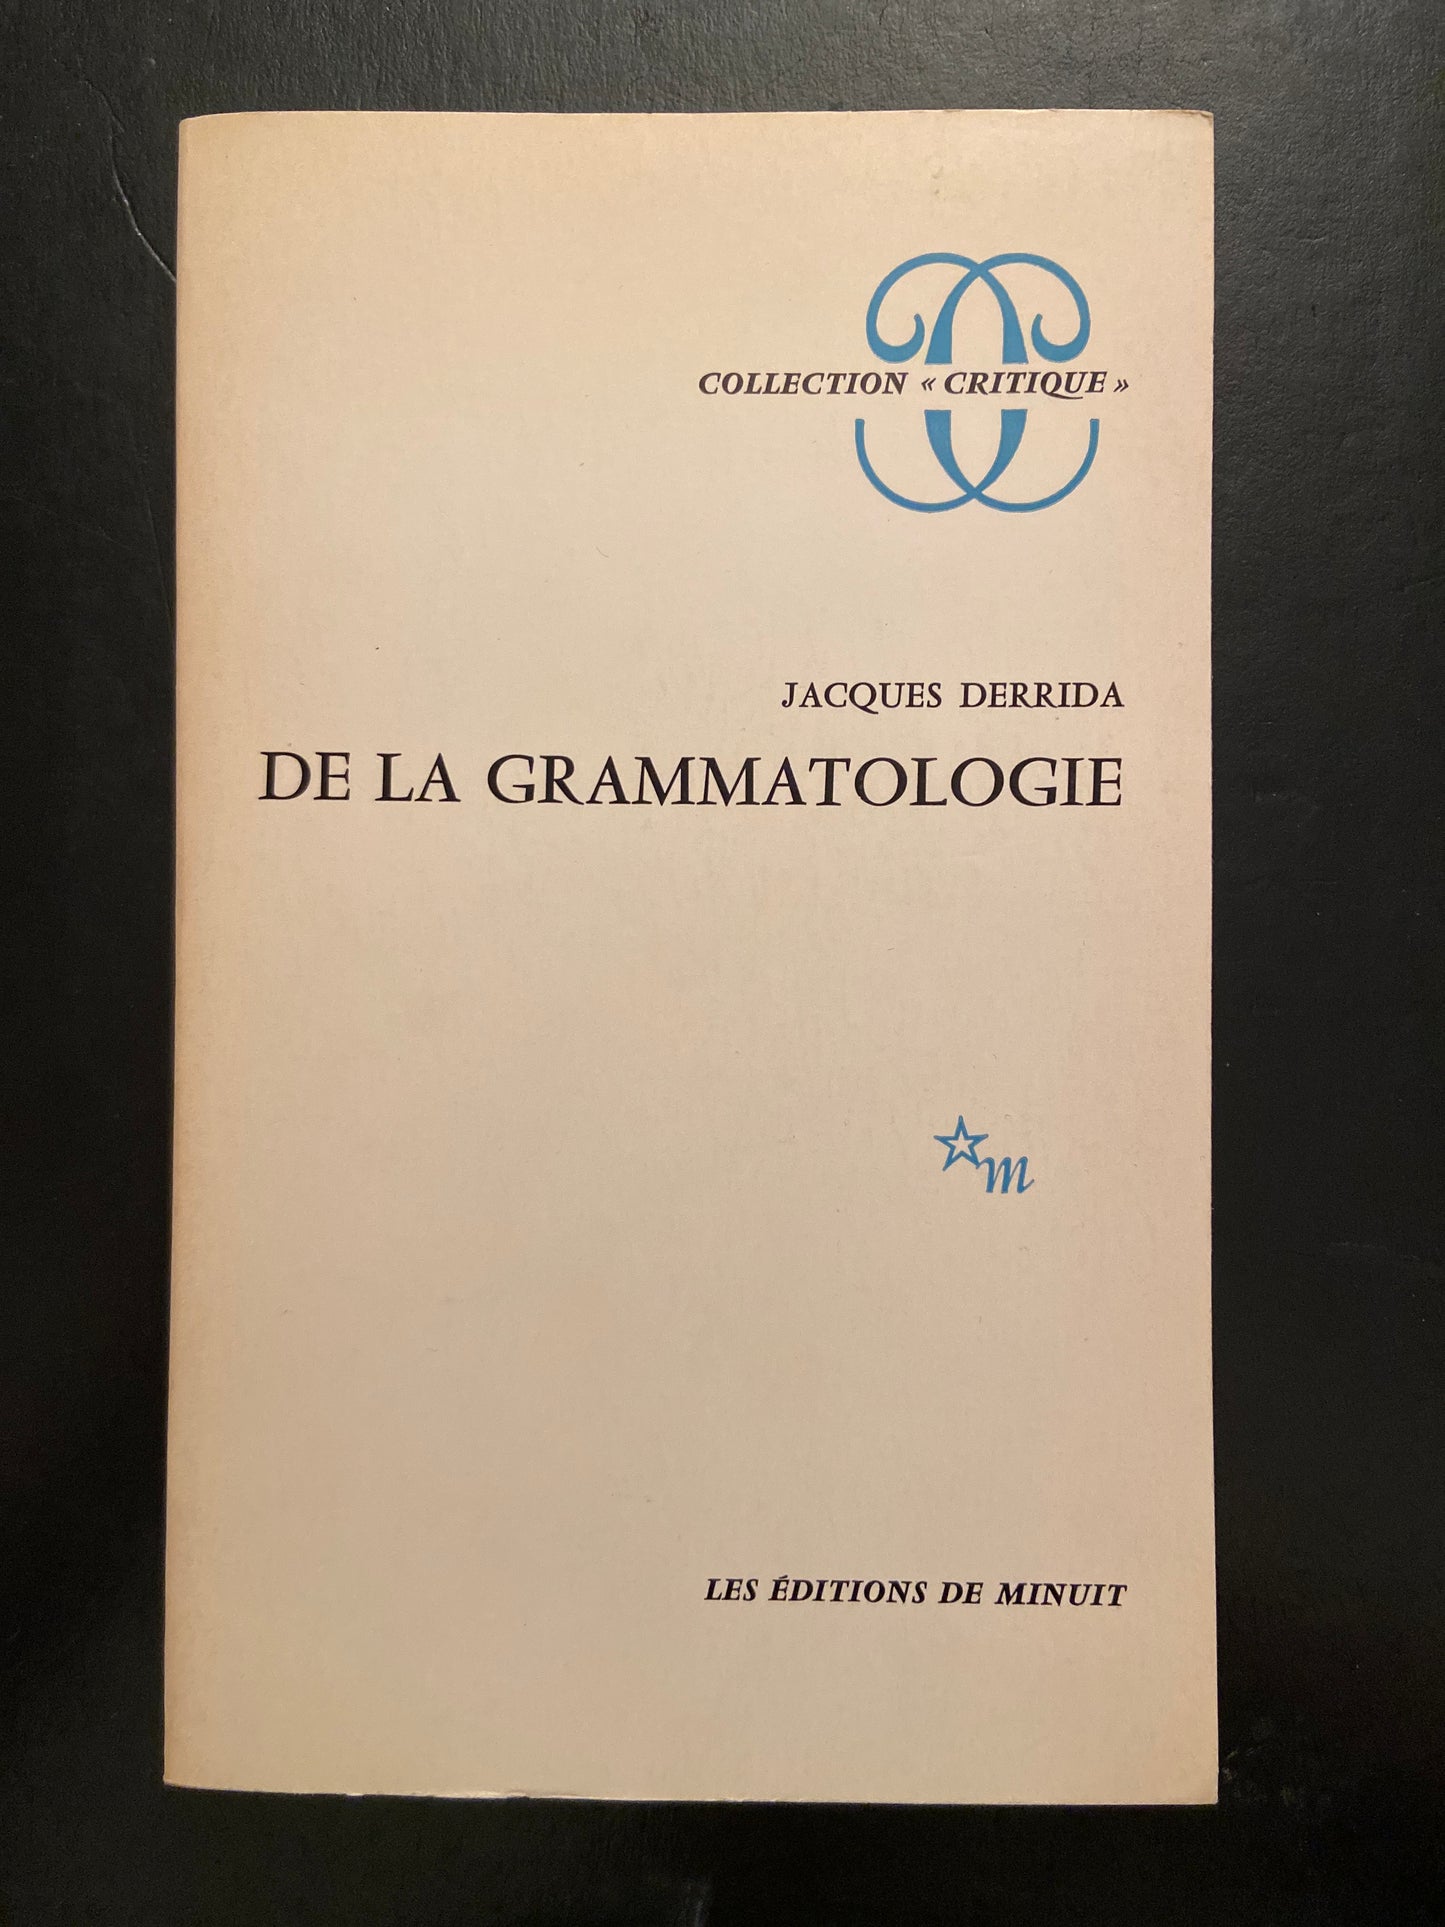 COLLECTION « CRITIQUE »
JACQUES DERRIDA
DE LA GRAMMATOLOGIE
m
LES ÉDITIONS DE MINUIT